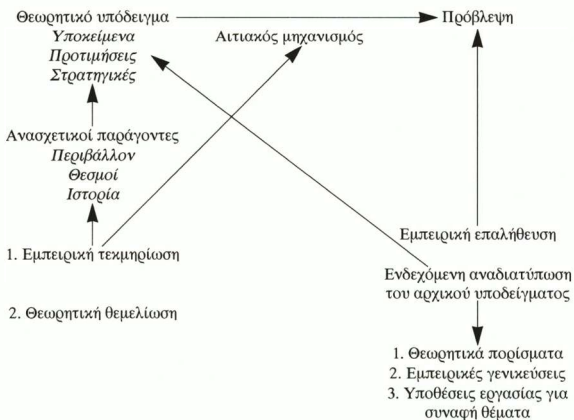 Θεωρητικό υπόδειγμα
Υποκείμενα
Προτιμήσεις
Στρατηγικές
Αιτιακός μηχανισμός
Πρόβλεψη
Ανασχετικοί παράγοντες
Περιβάλλον
Θεσμοί
Ιστορία
1. Εμπειρική τεκμηρίωση
2. Θεωρητική θεμελίωση
Εμπειρική επαλήθευση
Ενδεχόμενη αναδιατύπωση
του αρχικού υποδείγματος
1. Θεωρητικά πορίσματα
2. Εμπειρικές γενικεύσεις
3. Υποθέσεις εργασίας για
συναφή θέματα